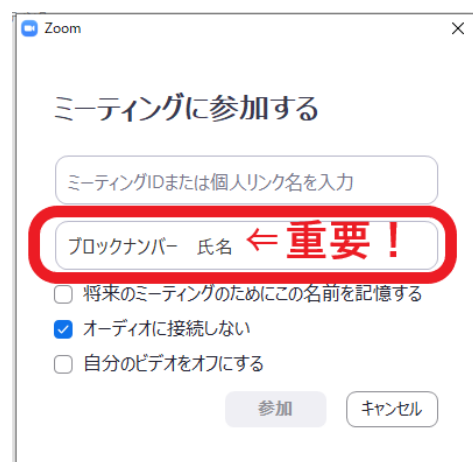 Zoom
ミーティングに参加する
ミーティングIDまたは個人リンク名を入力
ブロックナンバー　氏名 ⇐重要！
将来のミーティングのためにこの名前を記憶する
オーディオに接続しない
自分のビデオをオフにする
参加 キャンセル